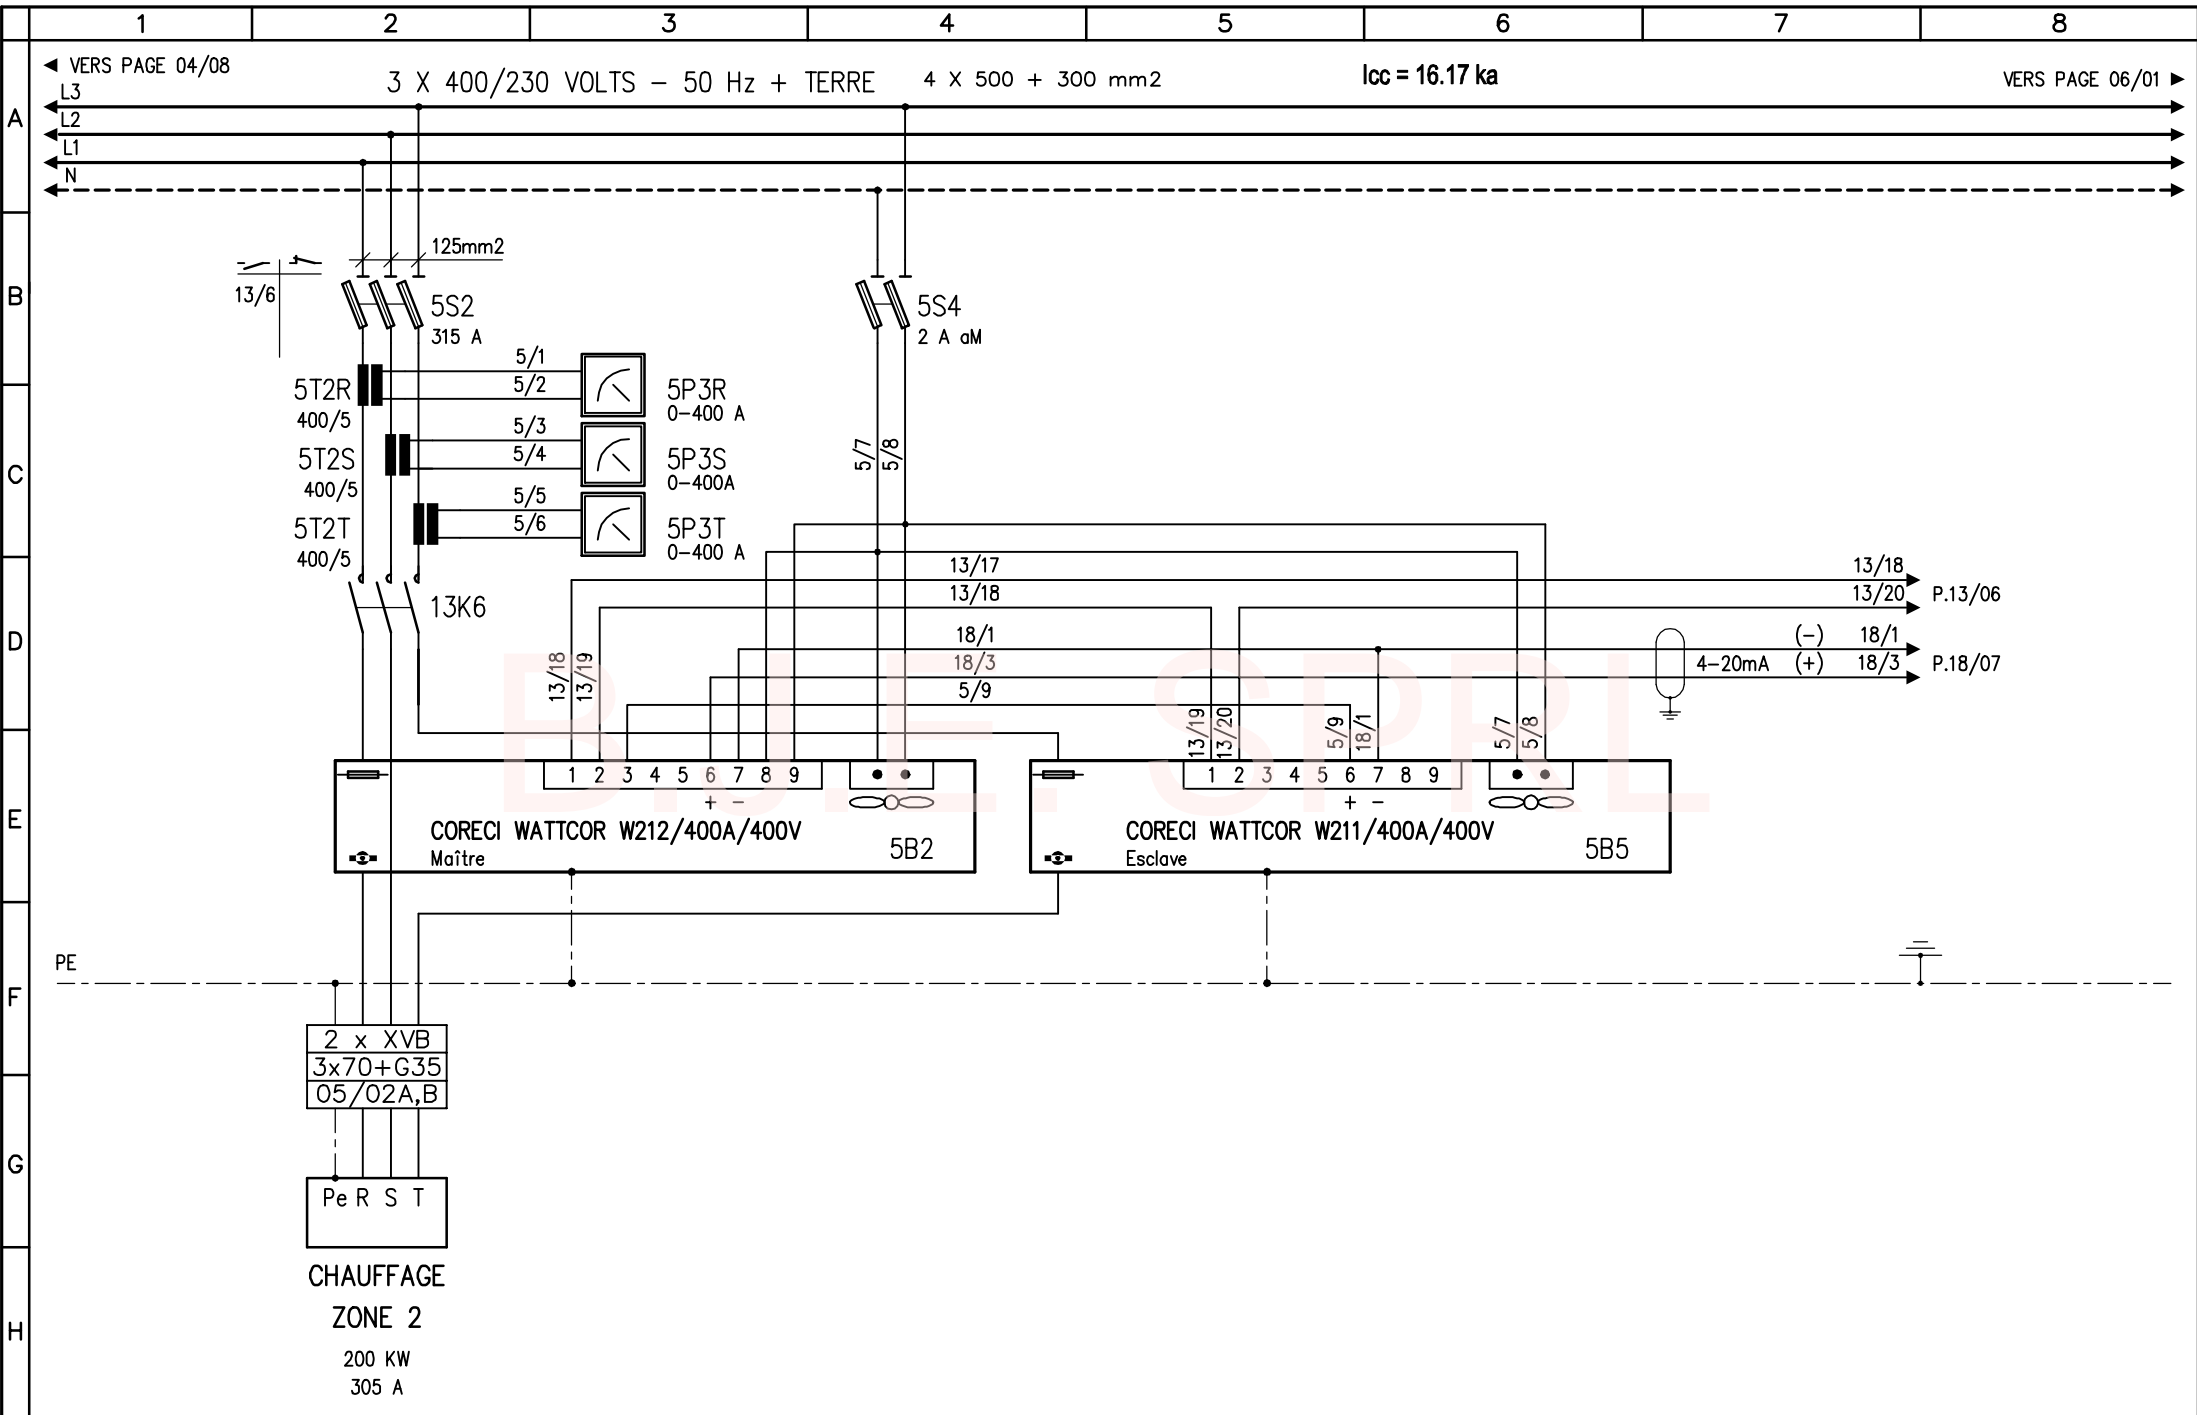 1 2 3 4 5 6 7 8
VERS PAGE 04/08
3 X 400/230 VOLTS - 50 Hz + TERRE 4 X 500 + 300 mm2
Icc = 16.17 ka
VERS PAGE 06/01
A
L3
L2
L1
N
B
125mm2
13/6
5S2
315 A
5S4
2 A aM
5/1
5/2
5T2R
400/5
5P3R
0-400 A
C
5/3
5/4
5T2S
400/5
5P3S
0-400A
5/7
5/8
5/5
5/6
5T2T
400/5
5P3T
0-400 A
D
13K6
13/17
13/18
13/18
13/20
P.13/06
18/1
18/3
5/9
4-20mA
(-) 18/1
(+) 18/3
P.18/07
13/18
13/19
13/19
13/20
5/9
18/1
5/7
5/8
B.J.E. SPRL
E
1 2 3 4 5 6 7 8 9
+ -
CORECI WATTCOR W212/400A/400V
Maître
5B2
1 2 3 4 5 6 7 8 9
+ -
CORECI WATTCOR W211/400A/400V
Esclave
5B5
F
PE
2 x XVB
3x70+G35
05/02A,B
G
Pe R S T
H
CHAUFFAGE
ZONE 2
200 KW
305 A